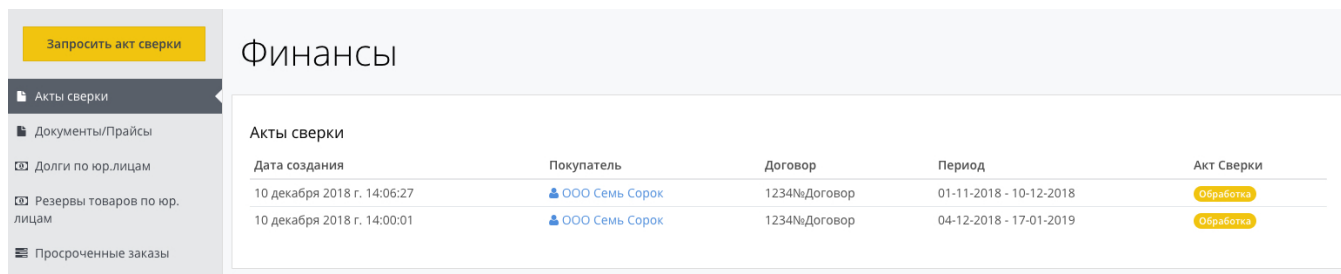 Запросить акт сверки
Акты сверки
Документы/Прайсы
Долги по юр.лицам
Резервы товаров по юр.
лицам
Просроченные заказы
Финансы
Акты сверки
Дата создания Покупатель Договор Период Акт Сверки
10 декабря 2018 г. 14:06:27 ООО Семь Сорок 1234№Договор 01-11-2018 - 10-12-2018 Обработка
10 декабря 2018 г. 14:00:01 ООО Семь Сорок 1234№Договор 04-12-2018 - 17-01-2019 Обработка